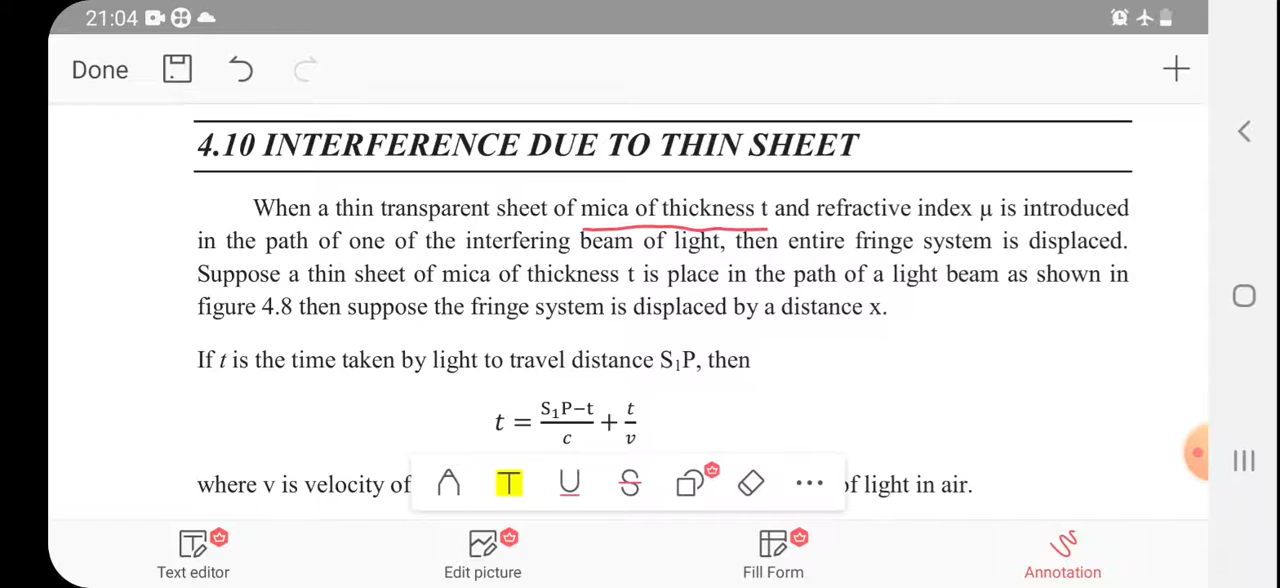 21:04
Done
4.10 INTERFERENCE DUE TO THIN SHEET
When a thin transparent sheet of mica of thickness t and refractive index μ is introduced
in the path of one of the interfering beam of light, then entire fringe system is displaced.
Suppose a thin sheet of mica of thickness t is place in the path of a light beam as shown in
figure 4.8 then suppose the fringe system is displaced by a distance x.
If t is the time taken by light to travel distance S₁P, then
t = S₁P−t/c + t/v
where v is velocity of of light in air.
T U S
Text editor Edit picture Fill Form Annotation